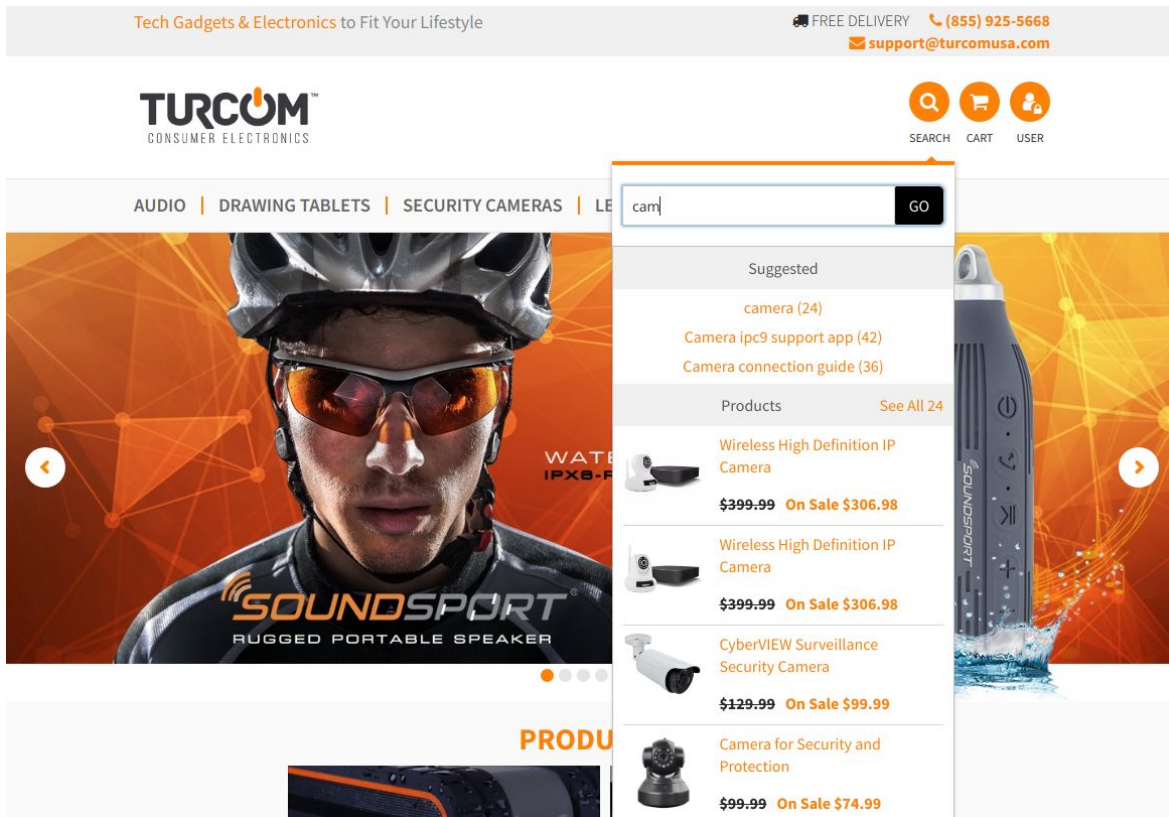 Tech Gadgets & Electronics to Fit Your Lifestyle
FREE DELIVERY (855) 925-5668
support@turcomusa.com
TURCOM™
CONSUMER ELECTRONICS
SEARCH CART USER
AUDIO | DRAWING TABLETS | SECURITY CAMERAS | LE
cam
GO
Suggested
camera (24)
Camera ipc9 support app (42)
Camera connection guide (36)
Products See All 24
Wireless High Definition IP
Camera
$399.99 On Sale $306.98
Wireless High Definition IP
Camera
$399.99 On Sale $306.98
CyberVIEW Surveillance
Security Camera
$129.99 On Sale $99.99
Camera for Security and
Protection
$99.99 On Sale $74.99
WATE
IPX8-
SOUNDSPORT®
RUGGED PORTABLE SPEAKER
SOUNDSPORT
PRODU